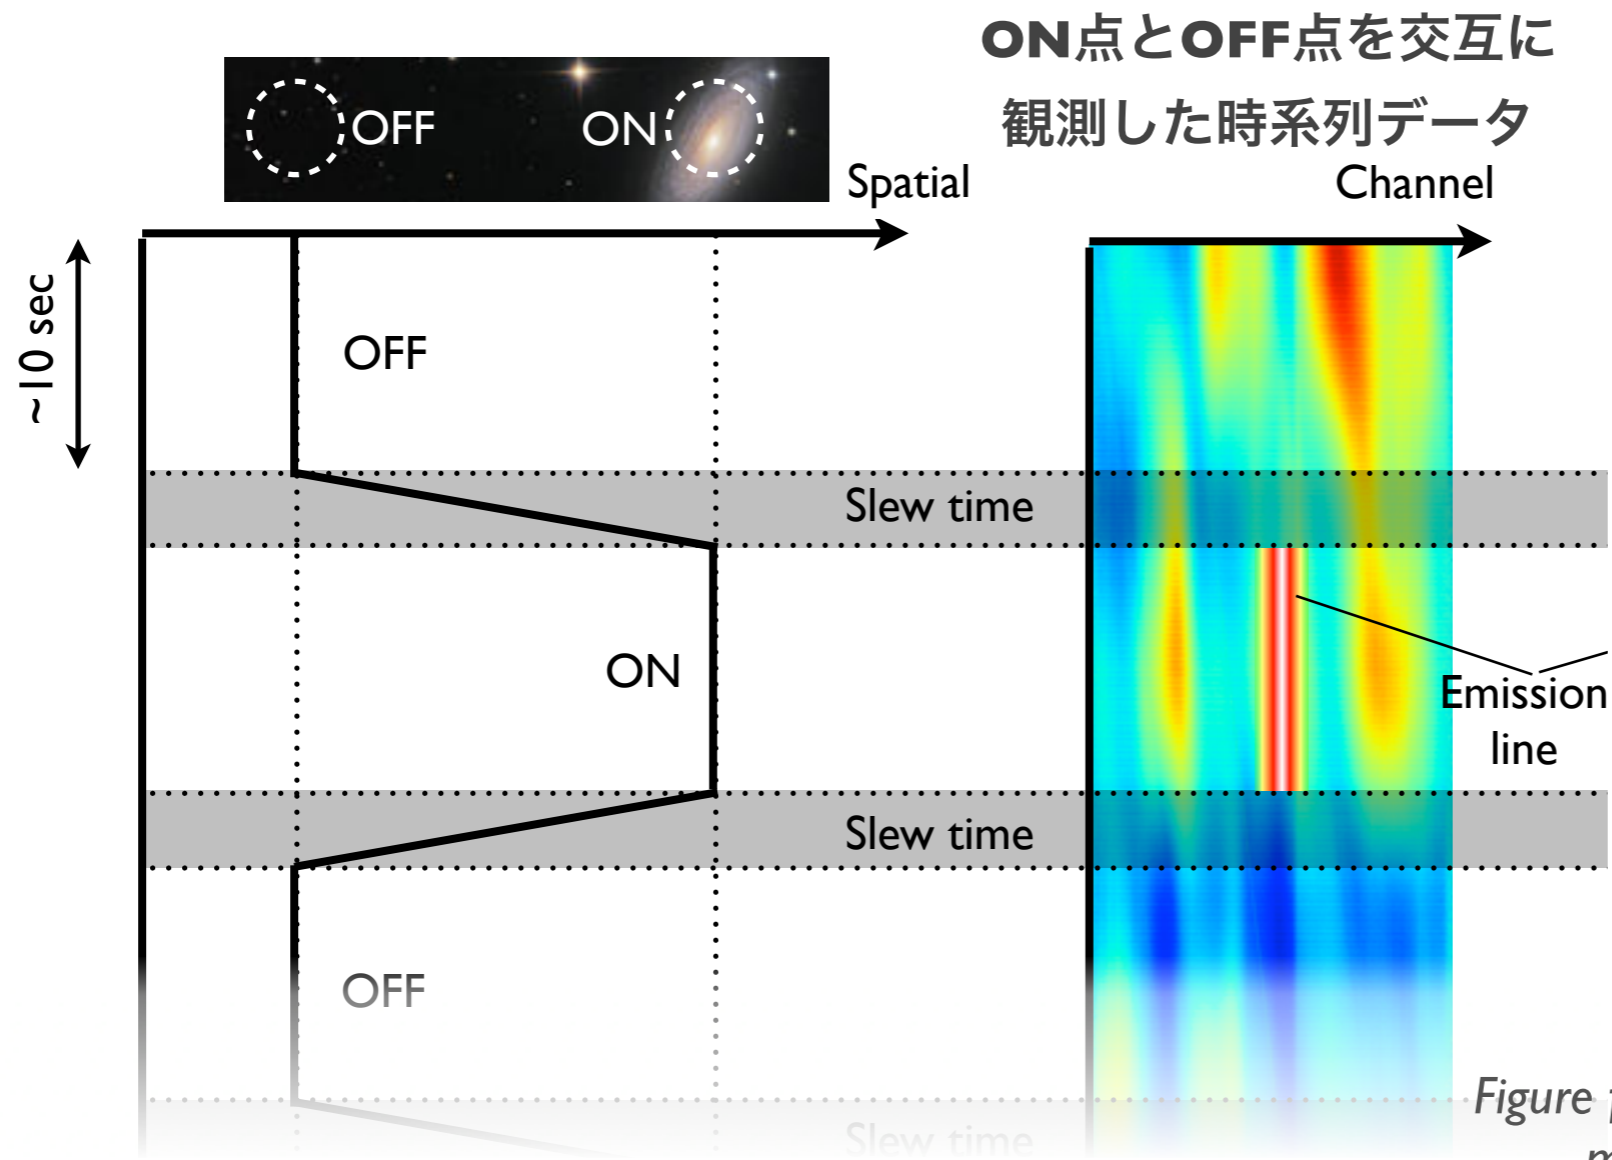 ON点とOFF点を交互に
観測した時系列データ
OFF
ON
Spatial
Channel
~10 sec
OFF
Slew time
ON
Emission
line
Slew time
OFF
Figure
Slew time